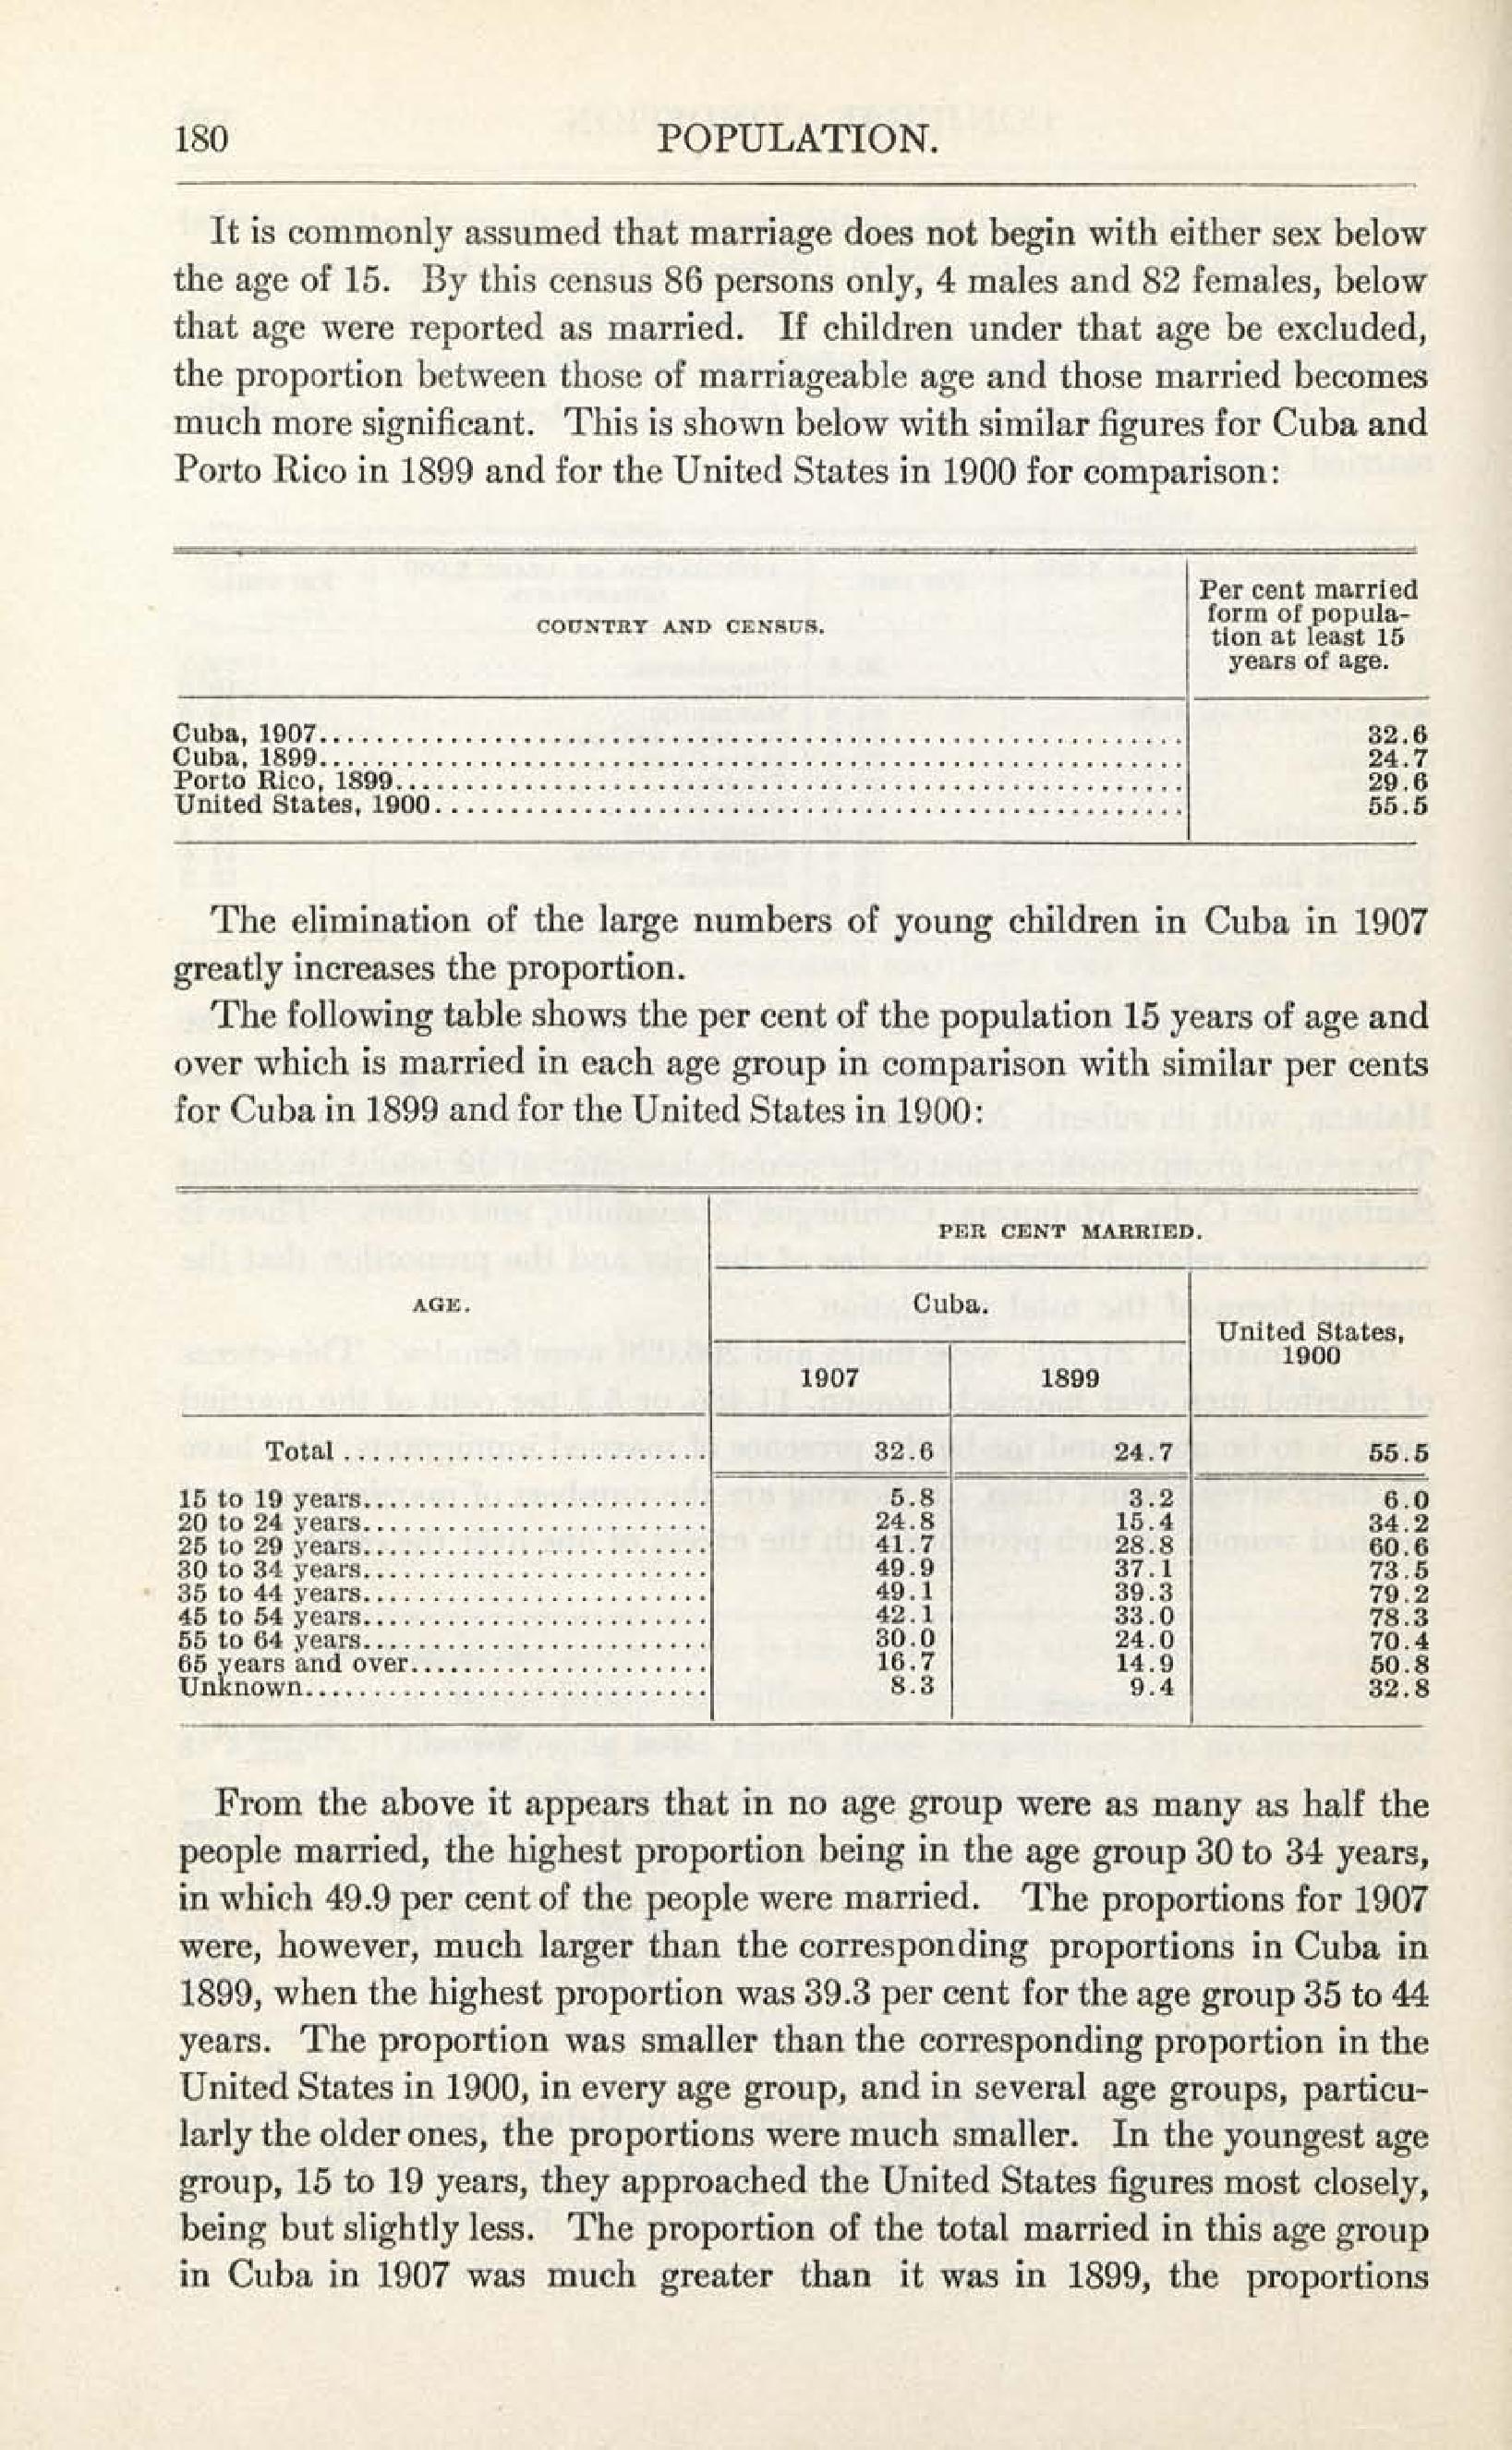 180 POPULATION.
It is commonly assumed that marriage does not begin with either sex below
the age of 15. By this census 86 persons only, 4 males and 82 females, below
that age were reported as married. If children under that age be excluded,
the proportion between those of marriageable age and those married becomes
much more significant. This is shown below with similar figures for Cuba and
Porto Rico in 1899 and for the United States in 1900 for comparison:
COUNTRY AND CENSUS.
Per cent married
form of popula-
tion at least 15
years of age.
Cuba, 1907 32.6
Cuba, 1899 24.7
Porto Rico, 1899 29.6
United States, 1900 55.5
The elimination of the large numbers of young children in Cuba in 1907
greatly increases the proportion.
The following table shows the per cent of the population 15 years of age and
over which is married in each age group in comparison with similar per cents
for Cuba in 1899 and for the United States in 1900:
AGE.
PER CENT MARRIED.
Cuba.
United States,
1900
1907 1899
Total 32.6 24.7 55.5
15 to 19 years 5.8 3.2 6.0
20 to 24 years 24.8 15.4 34.2
25 to 29 years 41.7 28.8 60.6
30 to 34 years 49.9 37.1 73.5
35 to 44 years 49.1 39.3 79.2
45 to 54 years 42.1 33.0 78.3
55 to 64 years 30.0 24.0 70.4
65 years and over 16.7 14.9 50.8
Unknown 8.3 9.4 32.8
From the above it appears that in no age group were as many as half the
people married, the highest proportion being in the age group 30 to 34 years,
in which 49.9 per cent of the people were married. The proportions for 1907
were, however, much larger than the corresponding proportions in Cuba in
1899, when the highest proportion was 39.3 per cent for the age group 35 to 44
years. The proportion was smaller than the corresponding proportion in the
United States in 1900, in every age group, and in several age groups, particu-
larly the older ones, the proportions were much smaller. In the youngest age
group, 15 to 19 years, they approached the United States figures most closely,
being but slightly less. The proportion of the total married in this age group
in Cuba in 1907 was much greater than it was in 1899, the proportions